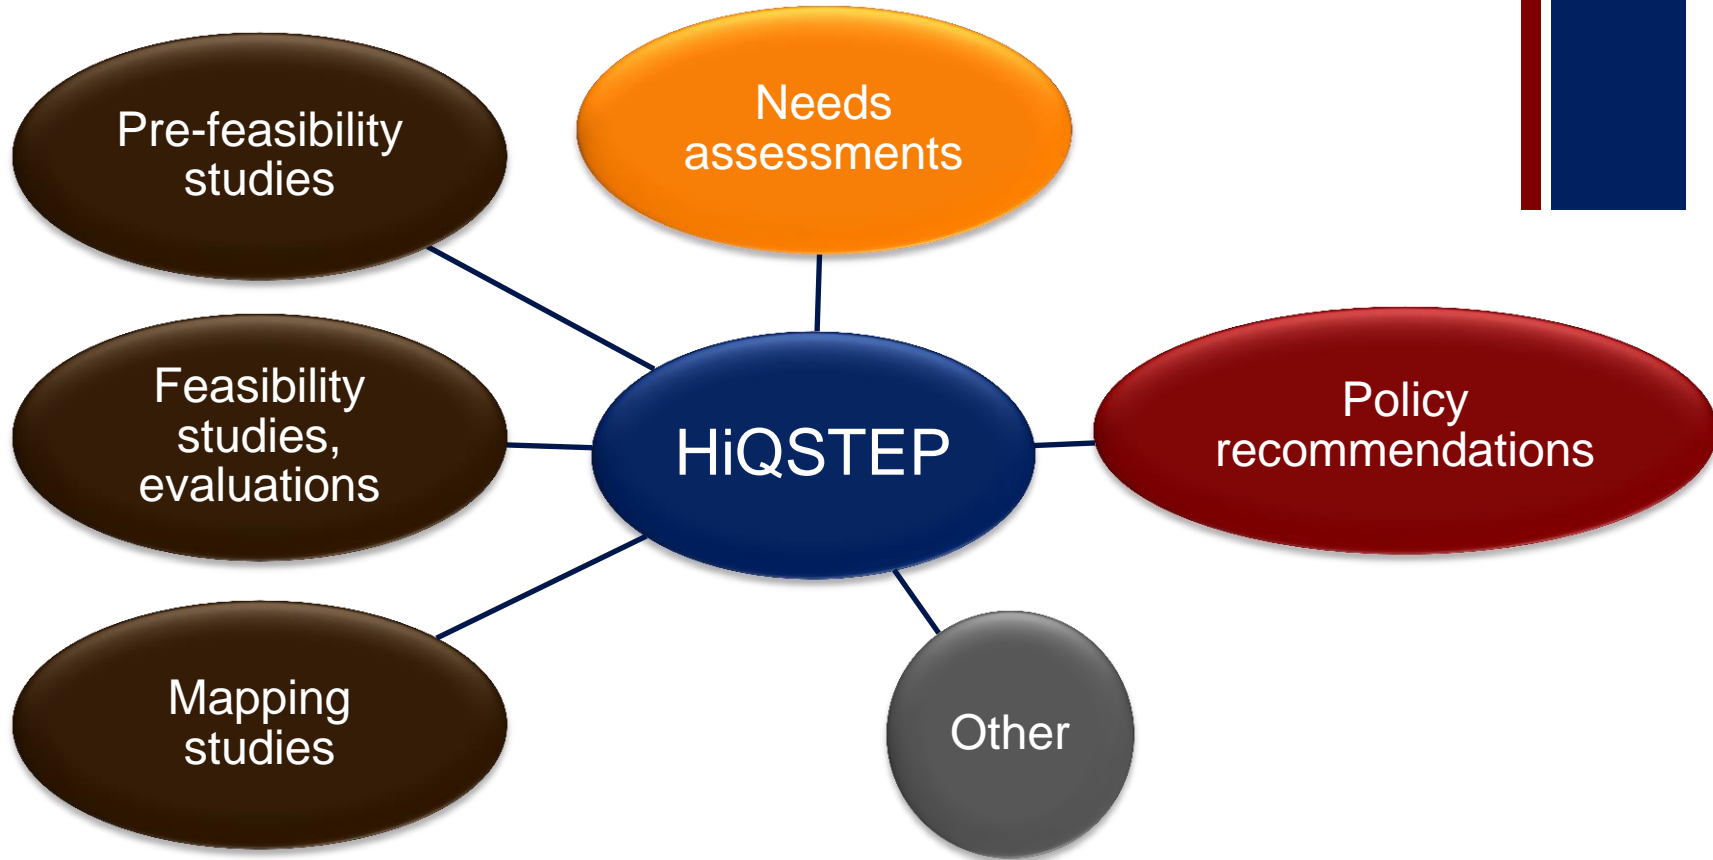 Pre-feasibility
studies
Needs
assessments
Feasibility
studies,
evaluations
HiQSTEP
Policy
recommendations
Mapping
studies
Other